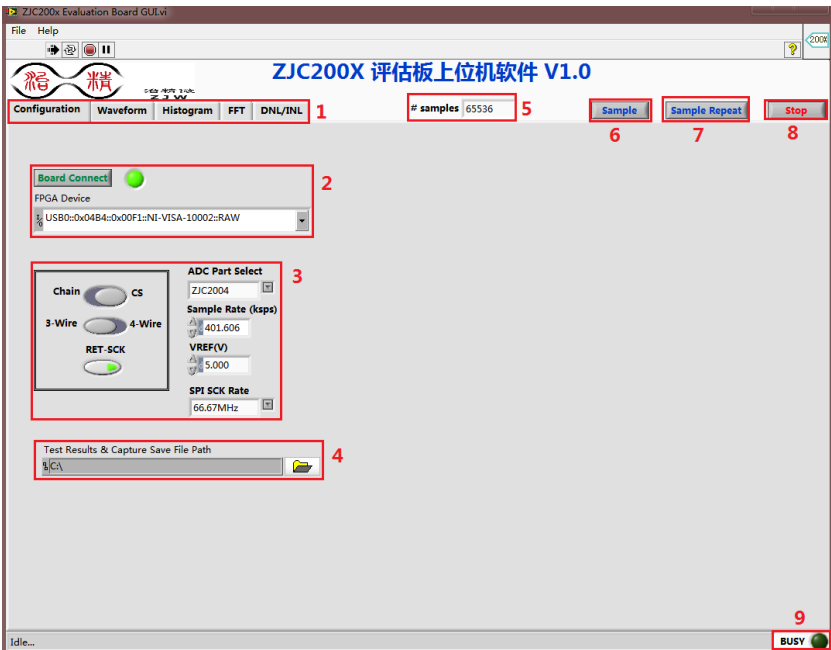 ZJC200x Evaluation Board GUI.vi
File Help
200X
ZJC200X 评估板上位机软件 V1.0
Configuration Waveform Histogram FFT DNL/INL 1
# samples 65536 5
Sample Sample Repeat Stop
6 7 8
Board Connect
2
FPGA Device
USB0::0x04B4::0x00F1::NI-VISA-10002::RAW
3
ADC Part Select
Chain CS ZJC2004
Sample Rate (ksps)
3-Wire 4-Wire 401.606
RET-SCK VREF(V)
5.000
SPI SCK Rate
66.67MHz
Test Results & Capture Save File Path
4
C:\
9
Idle... BUSY